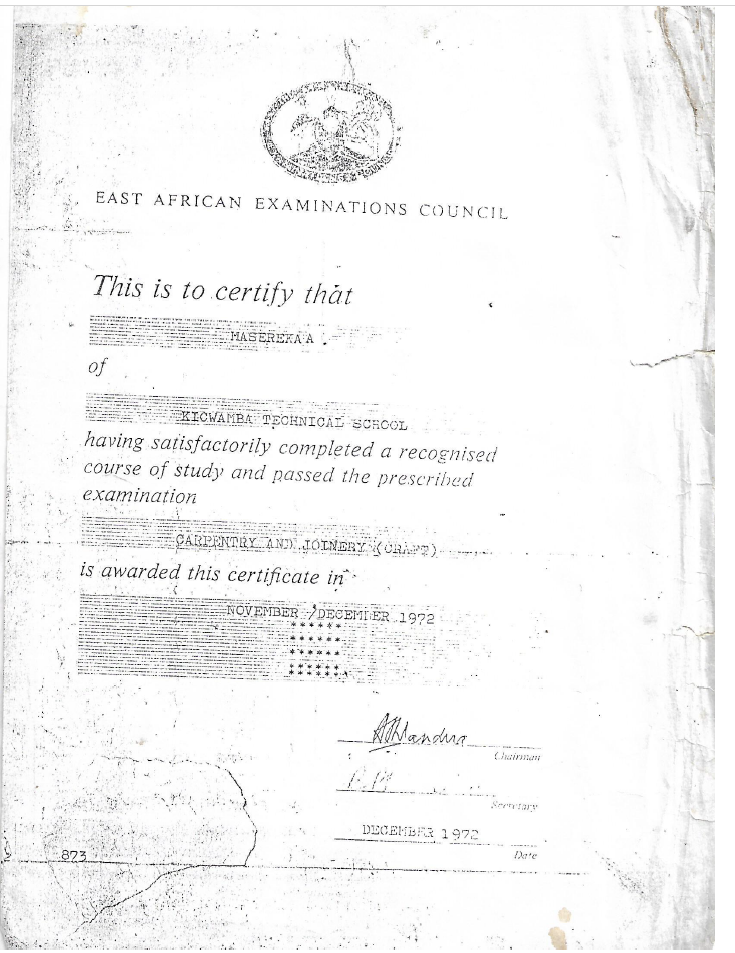 EAST AFRICAN EXAMINATIONS COUNCIL
This is to certify that
MASEREKA A .
of
KICWAMBA TECHNICAL SCHOOL
having satisfactorily completed a recognised
course of study and passed the prescribed
examination
CARPENTRY AND JOINERY (CRAFT)
is awarded this certificate in
NOVEMBER /DECEMBER 1972
******
******
******
******
Chairman
Secretary
DECEMBER 1972
Date
873